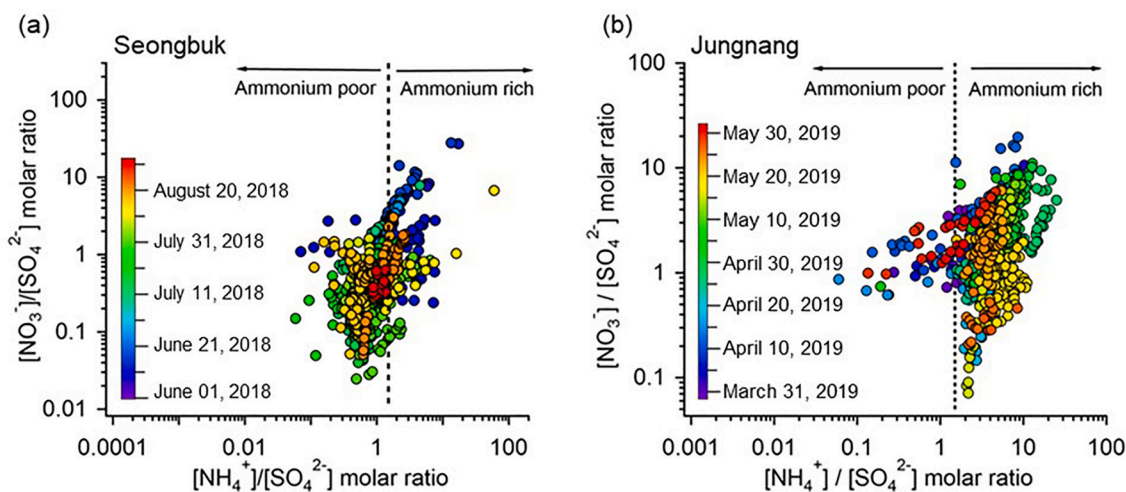 (a)
Seongbuk
Ammonium poor
Ammonium rich
[NO₃⁻]/[SO₄²⁻] molar ratio
100
10
1
0.1
0.01
August 20, 2018
July 31, 2018
July 11, 2018
June 21, 2018
June 01, 2018
0.0001 0.01 1 100
[NH₄⁺]/[SO₄²⁻] molar ratio
(b)
Jungnang
Ammonium poor
Ammonium rich
[NO₃⁻] / [SO₄²⁻] molar ratio
100
10
1
0.1
May 30, 2019
May 20, 2019
May 10, 2019
April 30, 2019
April 20, 2019
April 10, 2019
March 31, 2019
0.001 0.1 1 10 100
[NH₄⁺] / [SO₄²⁻] molar ratio